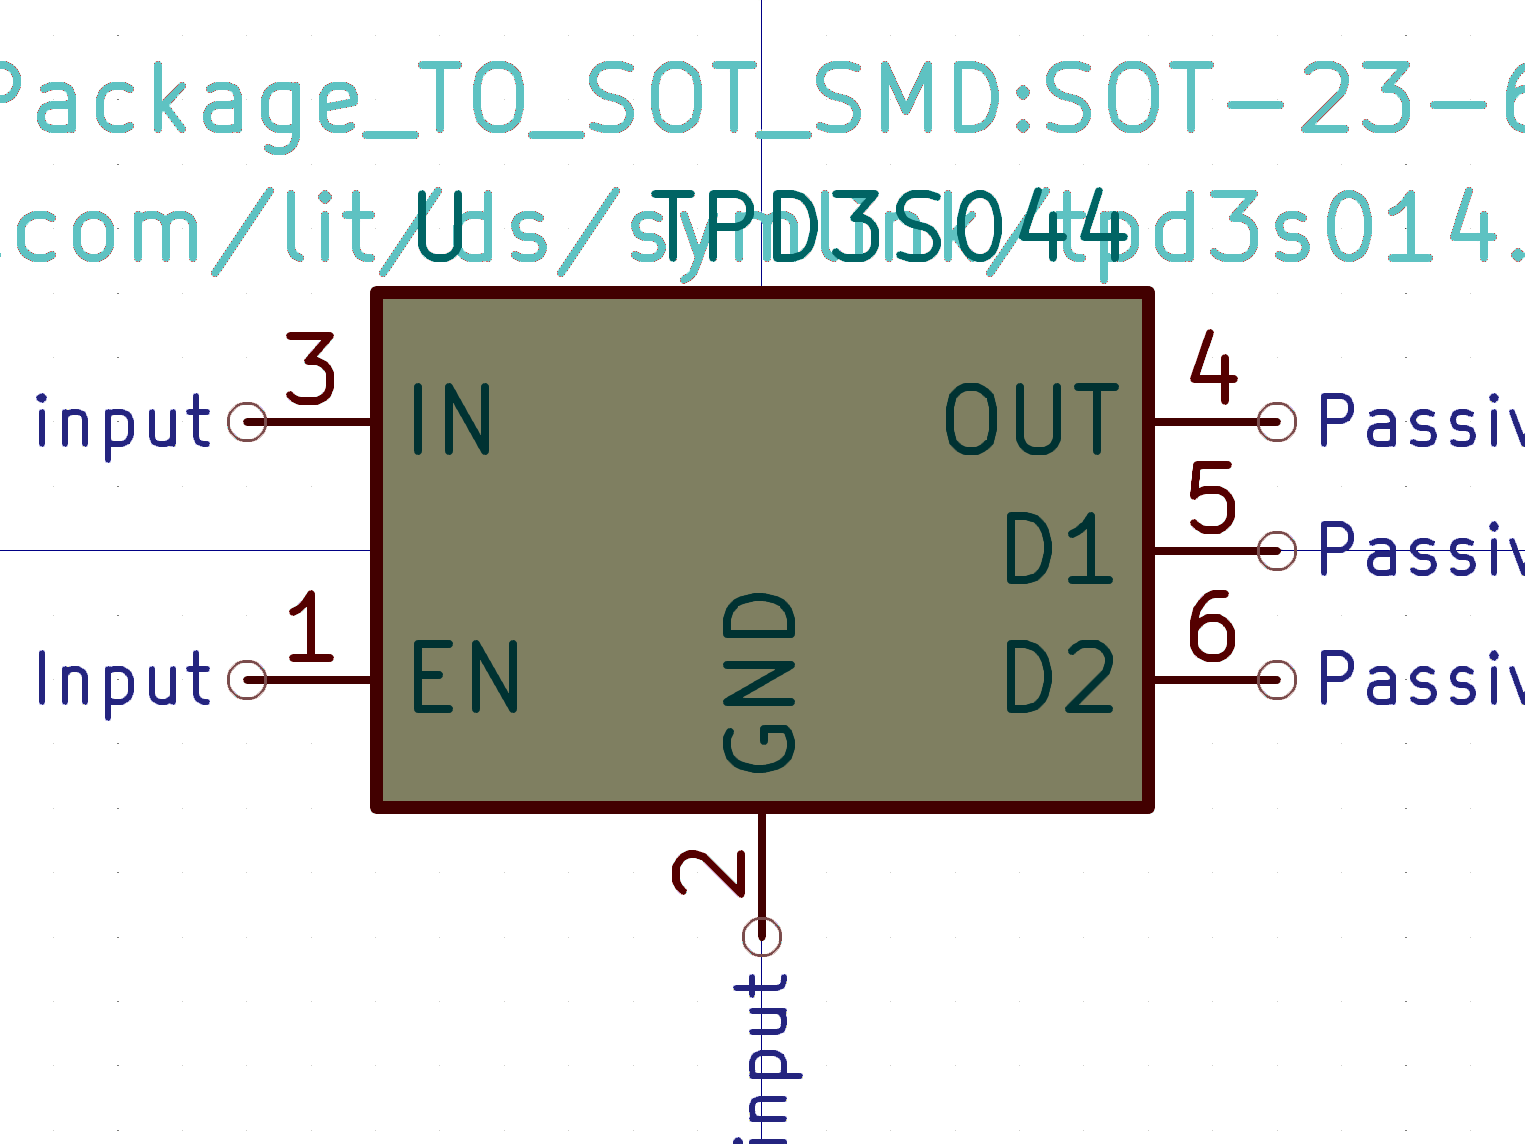 Package_TO_SOT_SMD:SOT-23-6
.com/lit/ds/symlink/tpd3s014.
U TPD3S044
3 4
input IN OUT Passiv
5
D1 Passiv
1 6
Input EN D2 Passiv
GND
2
input